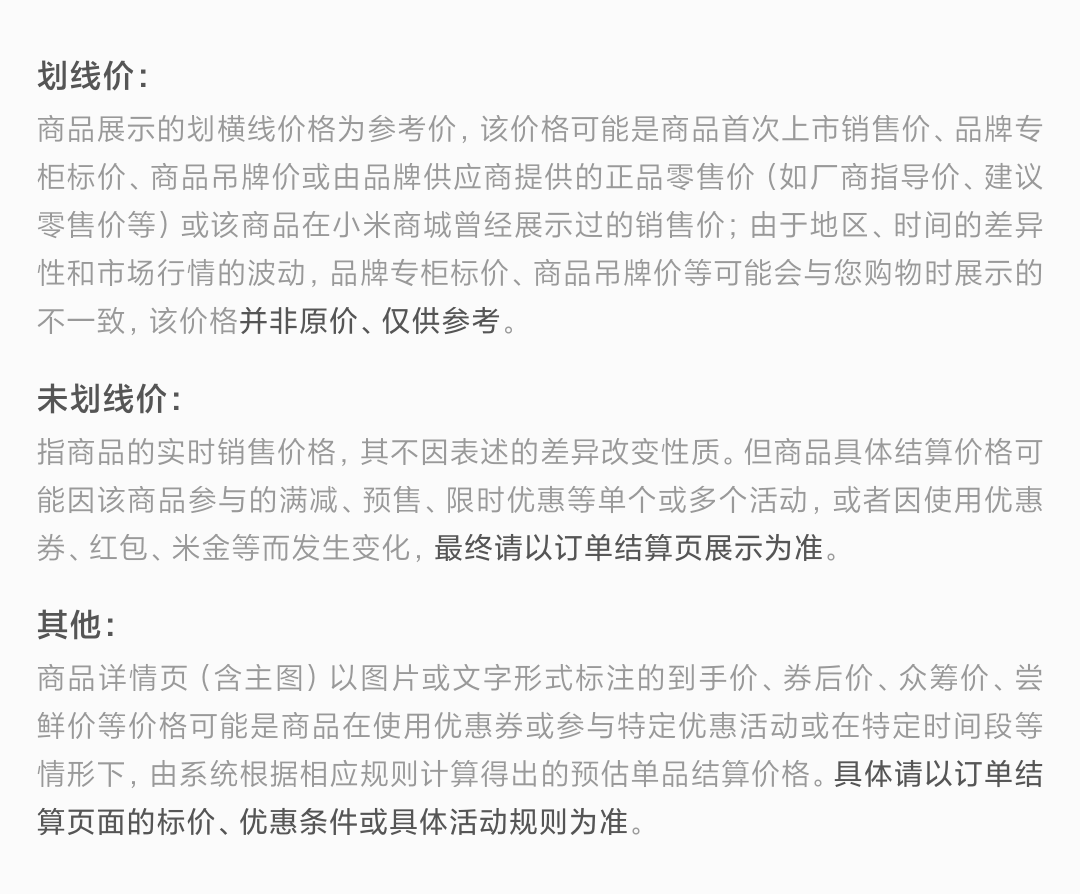 划线价：
商品展示的划横线价格为参考价，该价格可能是商品首次上市销售价、品牌专
柜标价、商品吊牌价或由品牌供应商提供的正品零售价（如厂商指导价、建议
零售价等）或该商品在小米商城曾经展示过的销售价；由于地区、时间的差异
性和市场行情的波动，品牌专柜标价、商品吊牌价等可能会与您购物时展示的
不一致，该价格并非原价、仅供参考。
未划线价：
指商品的实时销售价格，其不因表述的差异改变性质。但商品具体结算价格可
能因该商品参与的满减、预售、限时优惠等单个或多个活动，或者因使用优惠
券、红包、米金等而发生变化，最终请以订单结算页展示为准。
其他：
商品详情页（含主图）以图片或文字形式标注的到手价、券后价、众筹价、尝
鲜价等价格可能是商品在使用优惠券或参与特定优惠活动或在特定时间段等
情形下，由系统根据相应规则计算得出的预估单品结算价格。具体请以订单结
算页面的标价、优惠条件或具体活动规则为准。